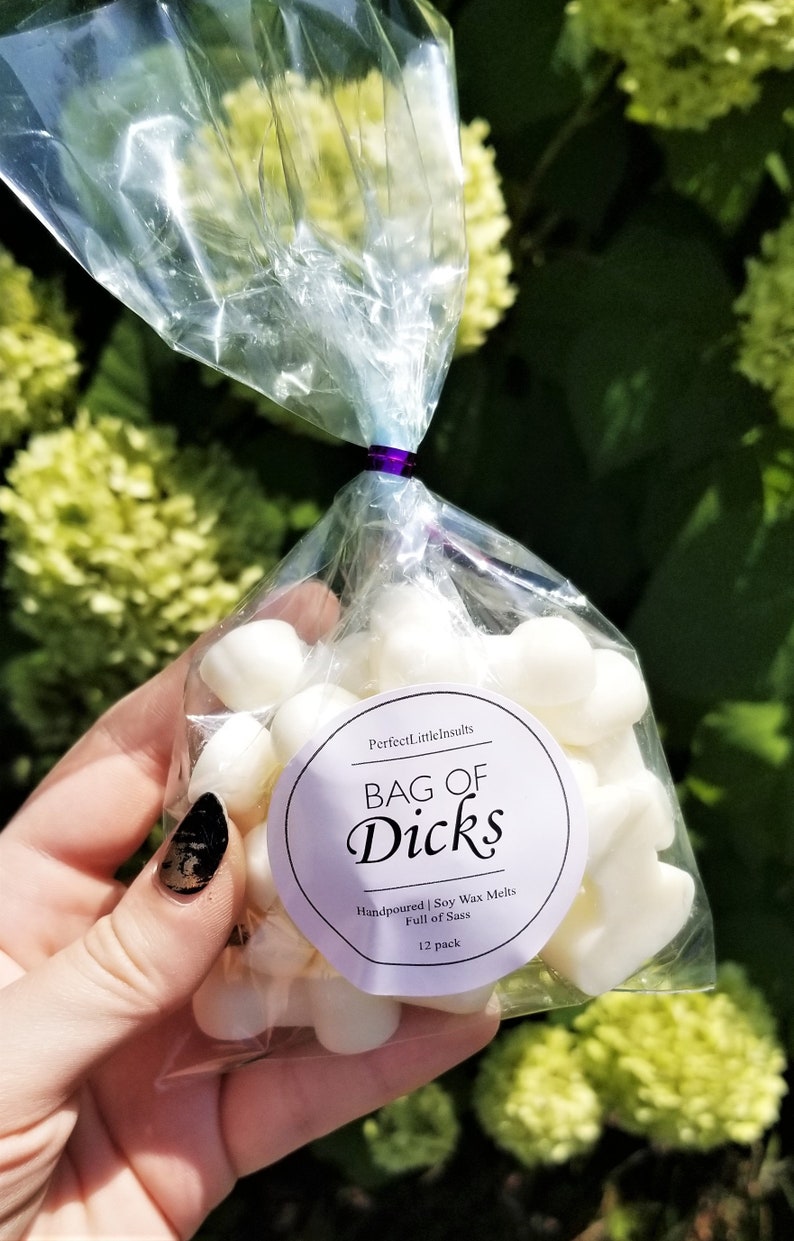 PerfectLittleInsults
BAG OF
Dicks
Handpoured | Soy Wax Melts
Full of Sass
12 pack